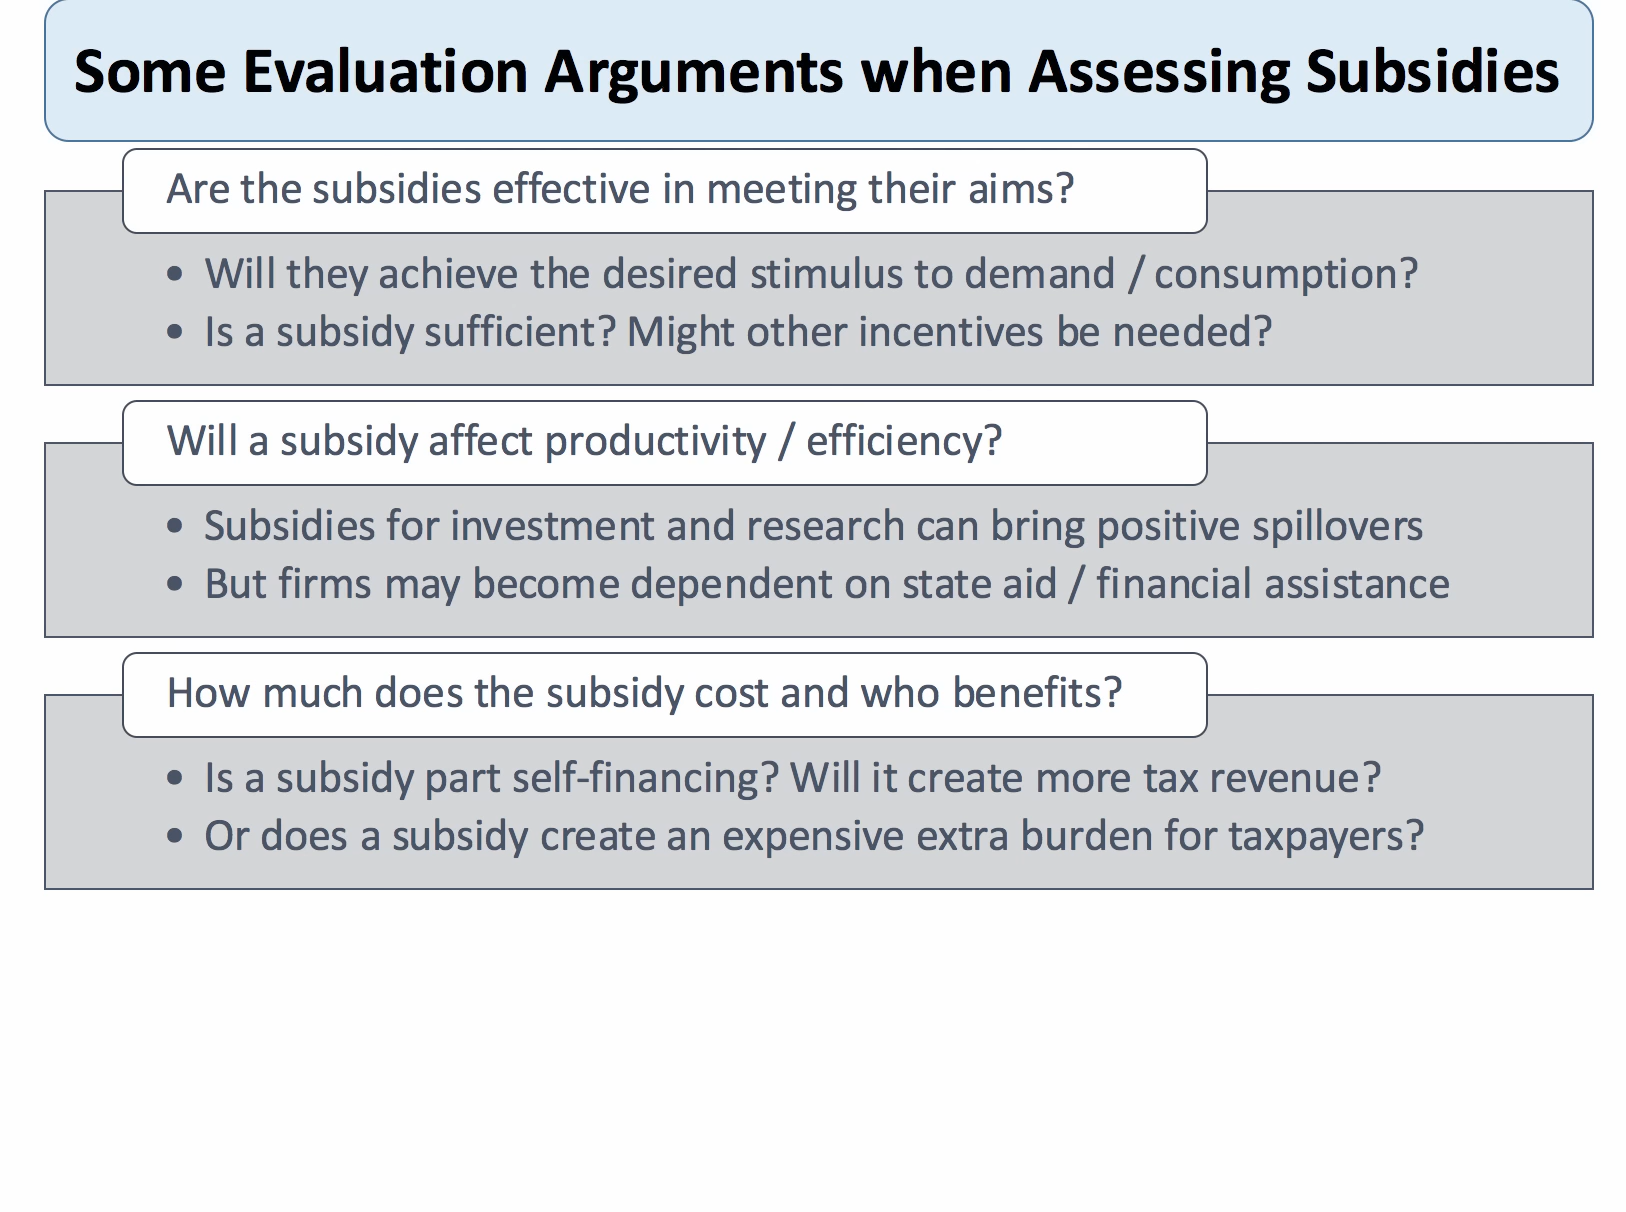 Some Evaluation Arguments when Assessing Subsidies
Are the subsidies effective in meeting their aims?
• Will they achieve the desired stimulus to demand / consumption?
• Is a subsidy sufficient? Might other incentives be needed?
Will a subsidy affect productivity / efficiency?
• Subsidies for investment and research can bring positive spillovers
• But firms may become dependent on state aid / financial assistance
How much does the subsidy cost and who benefits?
• Is a subsidy part self-financing? Will it create more tax revenue?
• Or does a subsidy create an expensive extra burden for taxpayers?